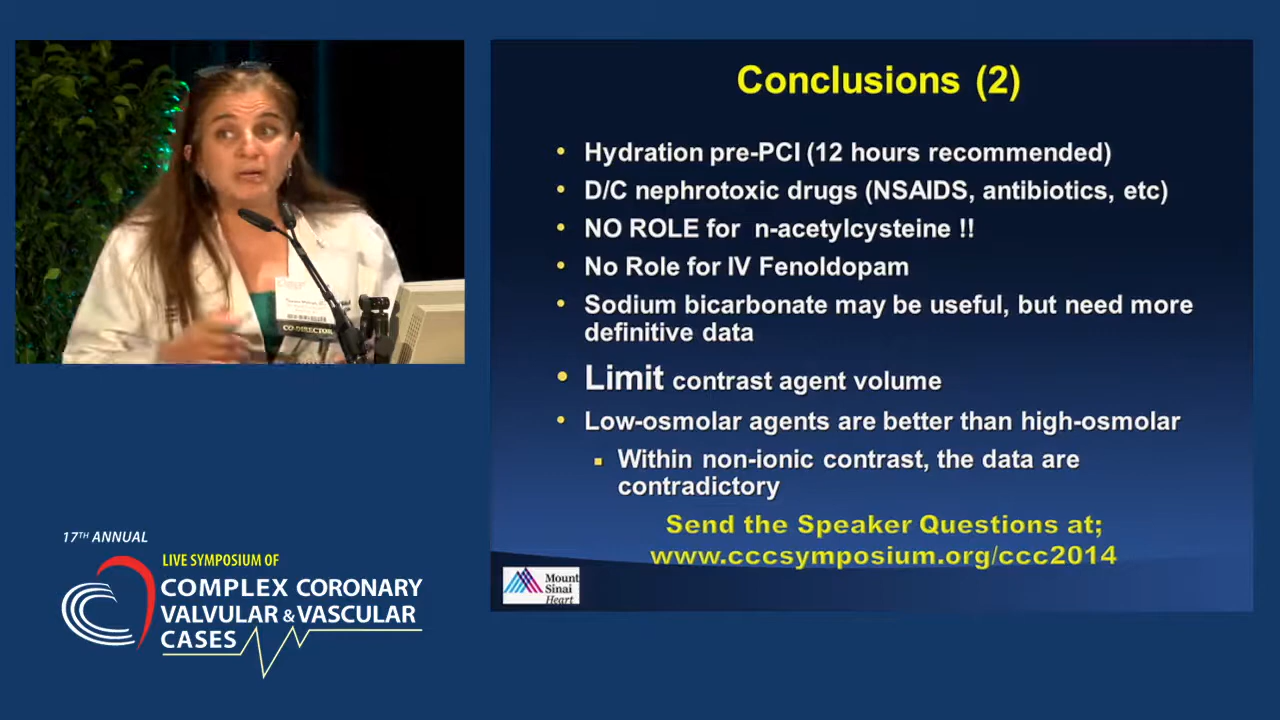 Conclusions (2)
• Hydration pre-PCI (12 hours recommended)
• D/C nephrotoxic drugs (NSAIDS, antibiotics, etc)
• NO ROLE for n-acetylcysteine !!
• No Role for IV Fenoldopam
• Sodium bicarbonate may be useful, but need more
definitive data
• Limit contrast agent volume
• Low-osmolar agents are better than high-osmolar
▪ Within non-ionic contrast, the data are
contradictory
Send the Speaker Questions at;
www.cccsymposium.org/ccc2014
Mount
Sinai
Heart
CO-DIRECTOR
17TH ANNUAL
LIVE SYMPOSIUM OF
COMPLEX CORONARY
VALVULAR & VASCULAR
CASES